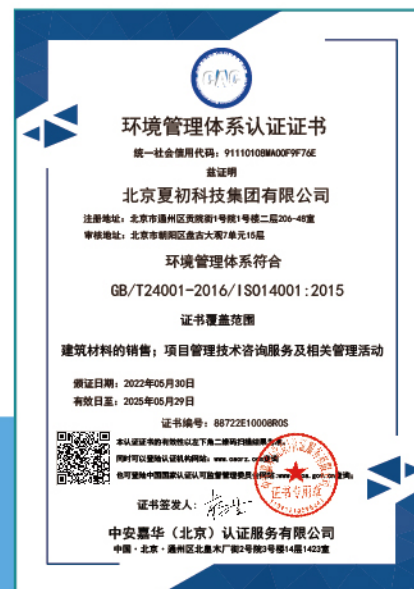 环境管理体系认证证书
统一社会信用代码：91110108MA00F9F76E
兹证明
北京夏初科技集团有限公司
注册地址：北京市通州区贡院街1号院1号楼二层206-48室
审核地址：北京市朝阳区盘古大观7单元15层
环境管理体系符合
GB/T24001-2016/ISO14001:2015
证书覆盖范围
建筑材料的销售；项目管理技术咨询服务及相关管理活动
颁证日期：2022年05月30日
有效日至：2025年05月29日
证书编号：88722E10008R0S
本认证证书的有效性以左下角二维码扫描结果为准。
同时可以登陆认证机构网站：
也可登陆中国国家认证认可监督管理委员会网站
证书签发人：
证书专用章
中安嘉华（北京）认证服务有限公司
中国·北京·通州区北皇木厂街2号院3号楼14层1423室